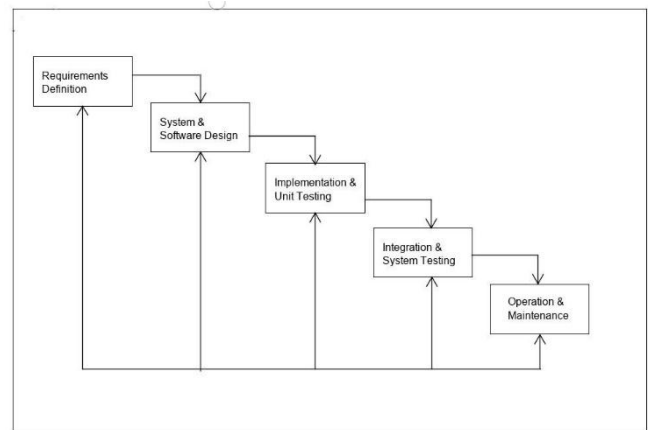 Requirements
Definition
System &
Software Design
Implementation &
Unit Testing
Integration &
System Testing
Operation &
Maintenance